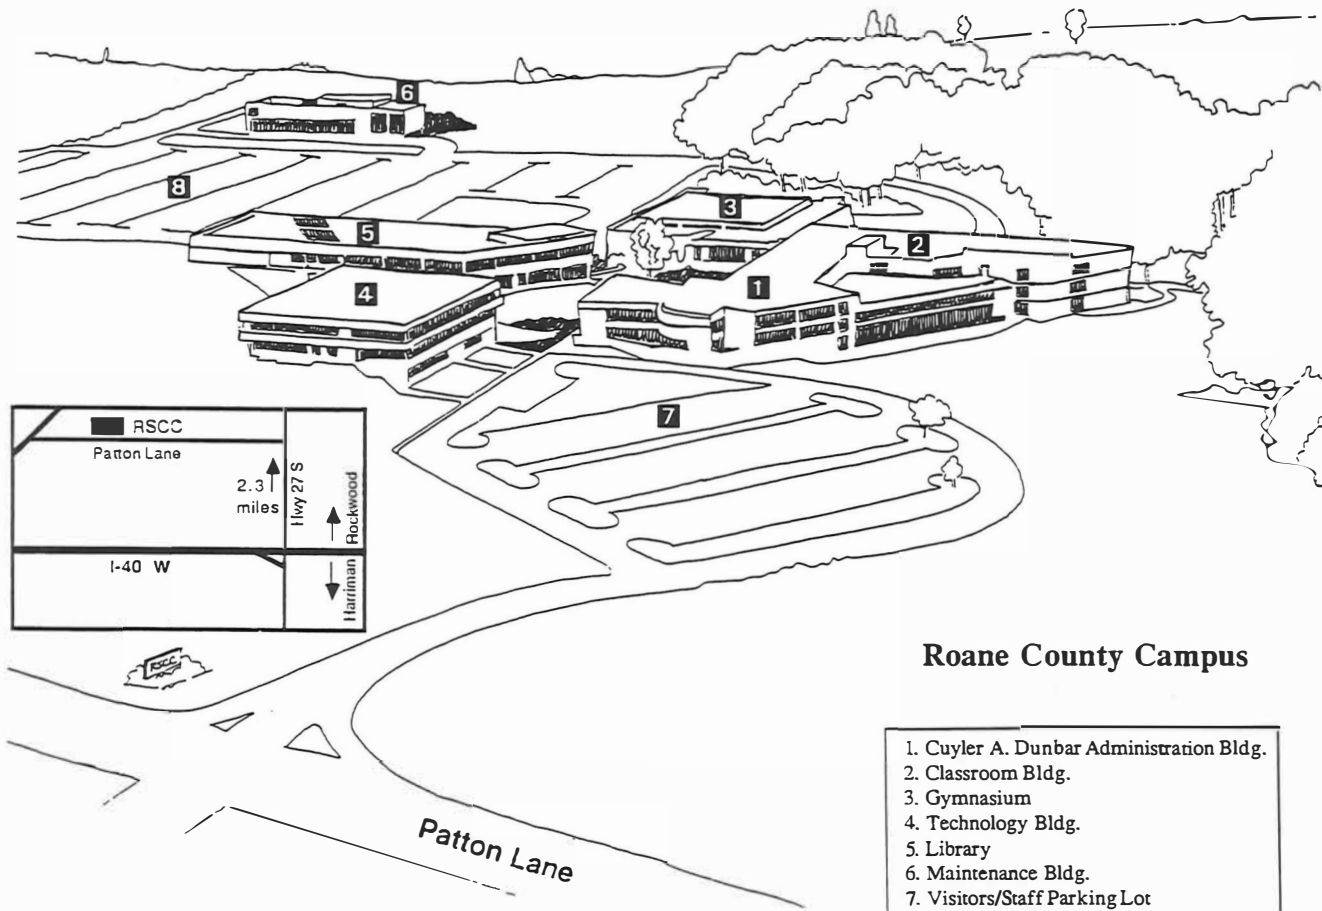 6
8
3
5
2
4
1
7
RSCC
Patton Lane
2.3
miles
Hwy 27 S
Rockwood
I-40 W
Harriman
RSCC
Roane County Campus
1. Cuyler A. Dunbar Administration Bldg.
2. Classroom Bldg.
3. Gymnasium
4. Technology Bldg.
5. Library
6. Maintenance Bldg.
7. Visitors/Staff Parking Lot
Patton Lane